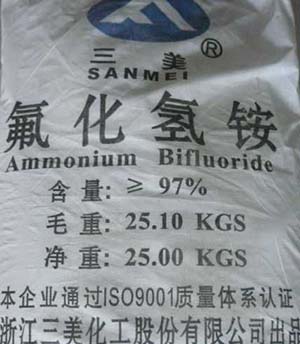 三美®
SANMEI
氟化氢铵
Ammonium Bifluoride
含量:≥97%
毛重:25.10 KGS
净重:25.00 KGS
本企业通过ISO9001质量体系认证
浙江三美化工股份有限公司出品